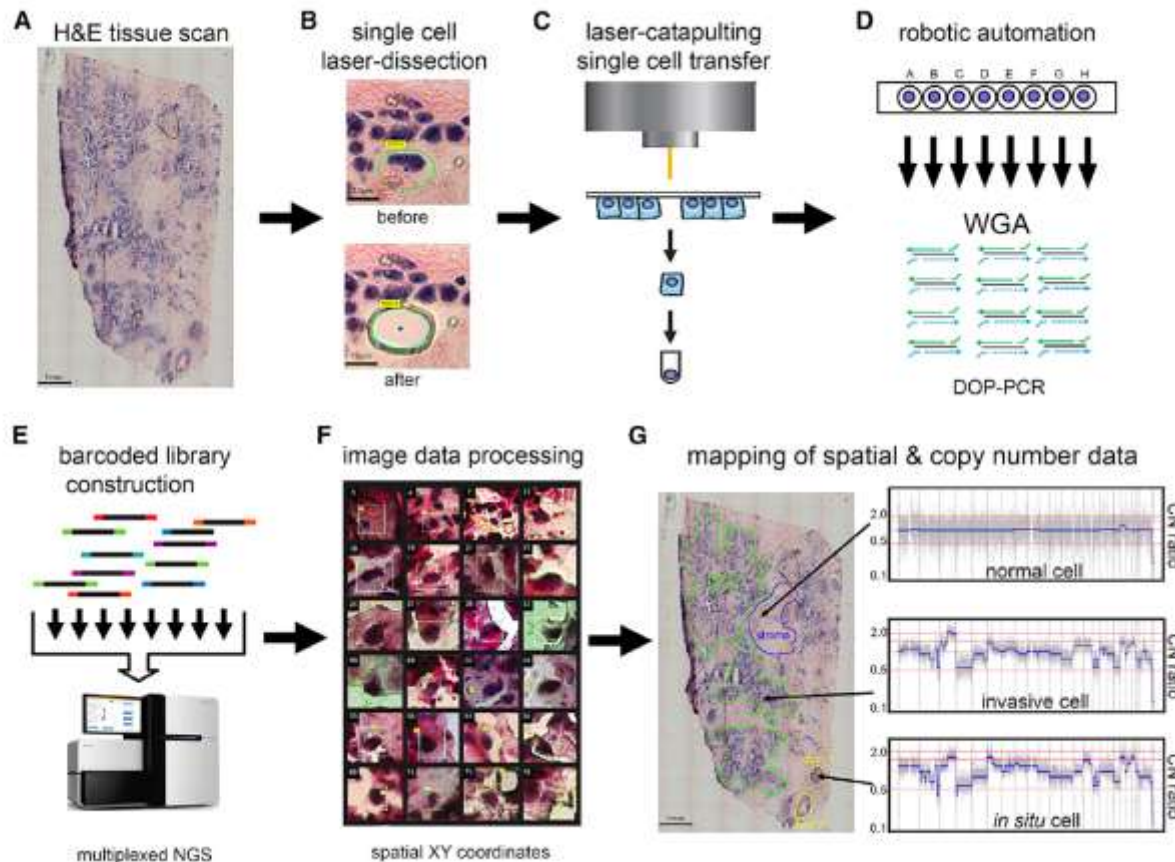 A
H&E tissue scan
B
single cell
laser-dissection
before
after
C
laser-catapulting
single cell transfer
D
robotic automation
A B C D E F G H
WGA
DOP-PCR
E
barcoded library
construction
multiplexed NGS
F
image data processing
spatial XY coordinates
G
mapping of spatial & copy number data
stroma
2.0
0.5
0.1
CN ratio
normal cell
2.0
0.5
0.1
CN ratio
invasive cell
2.0
0.5
0.1
CN ratio
in situ cell